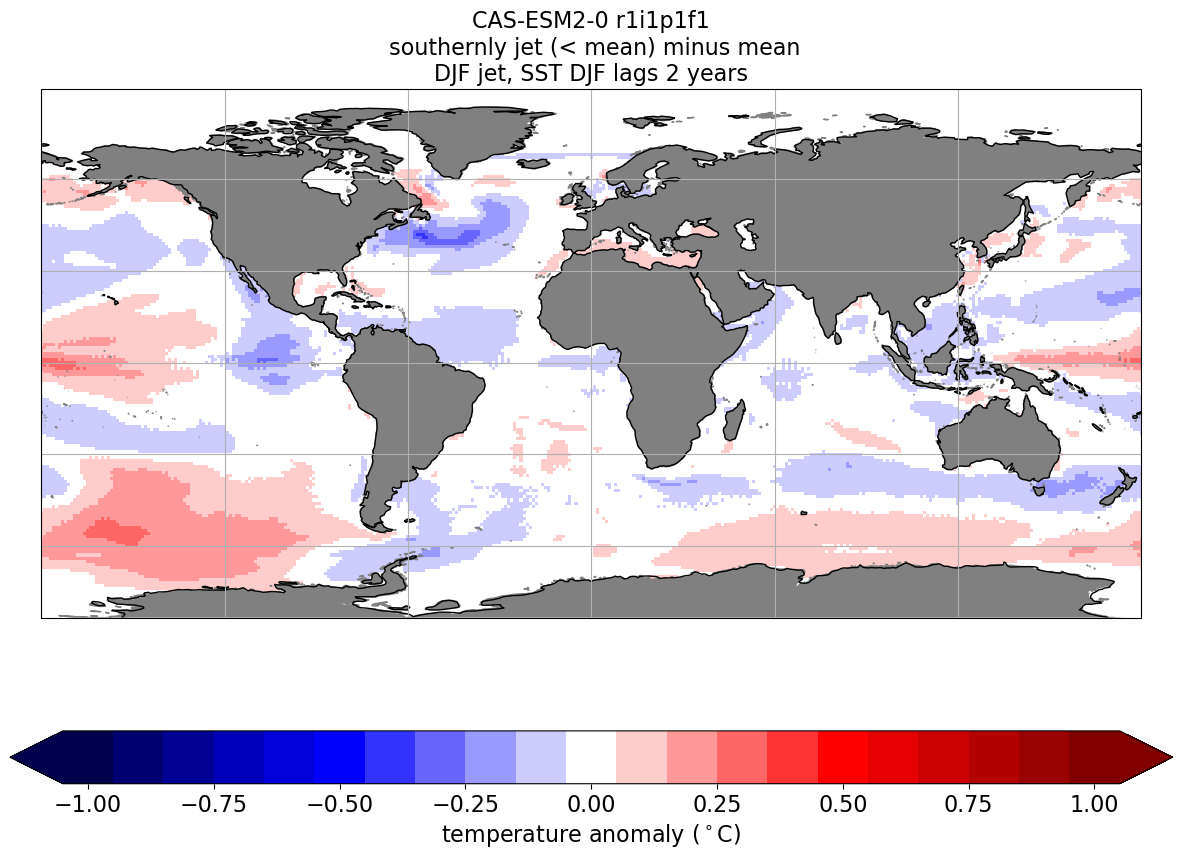 CAS-ESM2-0 r1i1p1f1
southernly jet (< mean) minus mean
DJF jet, SST DJF lags 2 years
−1.00 −0.75 −0.50 −0.25 0.00 0.25 0.50 0.75 1.00
temperature anomaly (°C)